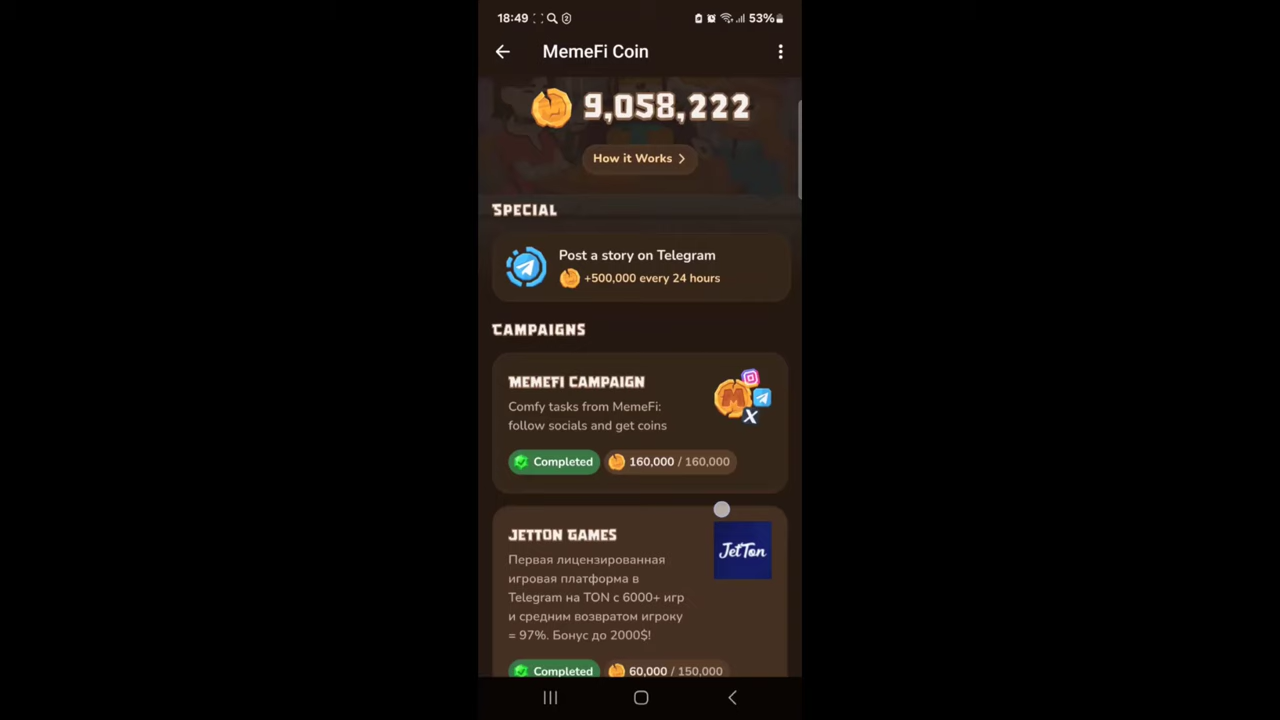 18:49 53%
MemeFi Coin
9,058,222
How it Works
SPECIAL
Post a story on Telegram
+500,000 every 24 hours
CAMPAIGNS
MEMEFI CAMPAIGN
Comfy tasks from MemeFi:
follow socials and get coins
Completed 160,000 / 160,000
JETTON GAMES
JetTon
Первая лицензированная
игровая платформа в
Telegram на TON с 6000+ игр
и средним возвратом игроку
= 97%. Бонус до 2000$!
Completed 60,000 / 150,000